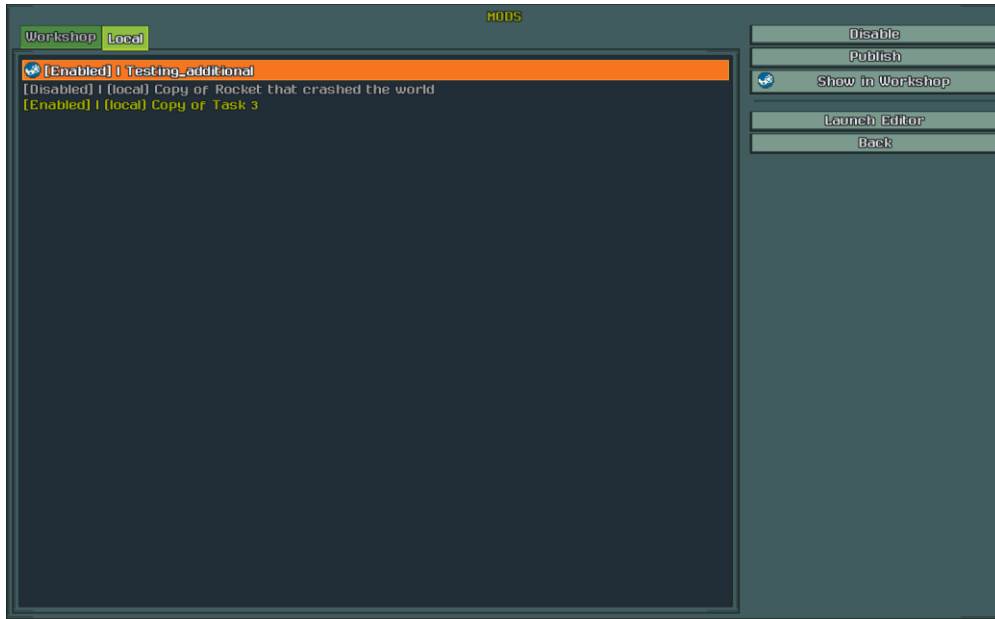 MODS
Workshop Local
[Enabled] | Testing_additional
[Disabled] | (local) Copy of Rocket that crashed the world
[Enabled] | (local) Copy of Task 3
Disable
Publish
Show in Workshop
Launch Editor
Back